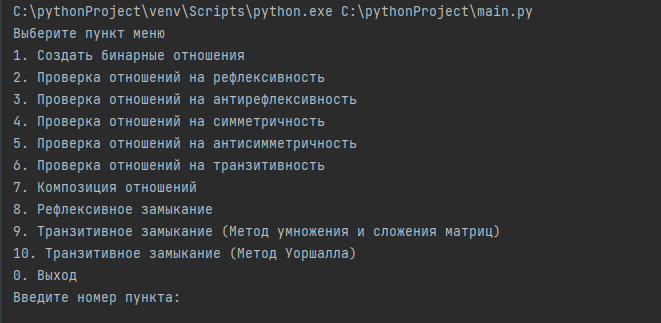 C:\pythonProject\venv\Scripts\python.exe C:\pythonProject\main.py
Выберите пункт меню
1. Создать бинарные отношения
2. Проверка отношений на рефлексивность
3. Проверка отношений на антирефлексивность
4. Проверка отношений на симметричность
5. Проверка отношений на антисимметричность
6. Проверка отношений на транзитивность
7. Композиция отношений
8. Рефлексивное замыкание
9. Транзитивное замыкание (Метод умножения и сложения матриц)
10. Транзитивное замыкание (Метод Уоршалла)
0. Выход
Введите номер пункта: